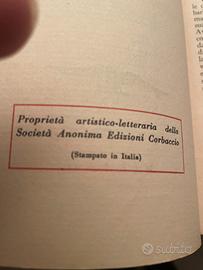 Proprietà artistico-letteraria della
Società Anonima Edizioni Corbaccio
(Stampato in Italia)
subito